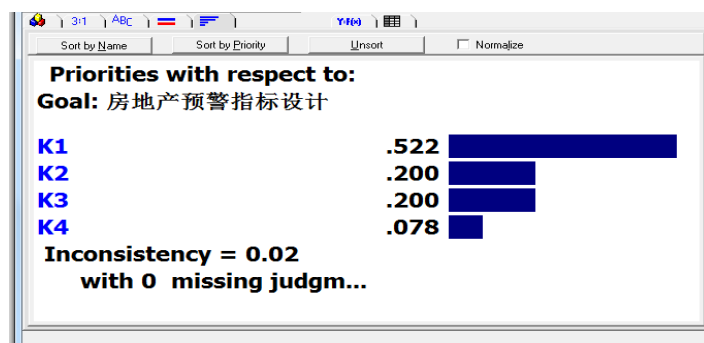 3:1 ABC Y=f(x)
Sort by Name Sort by Priority Unsort Normalize
Priorities with respect to:
Goal: 房地产预警指标设计
K1 .522
K2 .200
K3 .200
K4 .078
Inconsistency = 0.02
with 0 missing judgm...